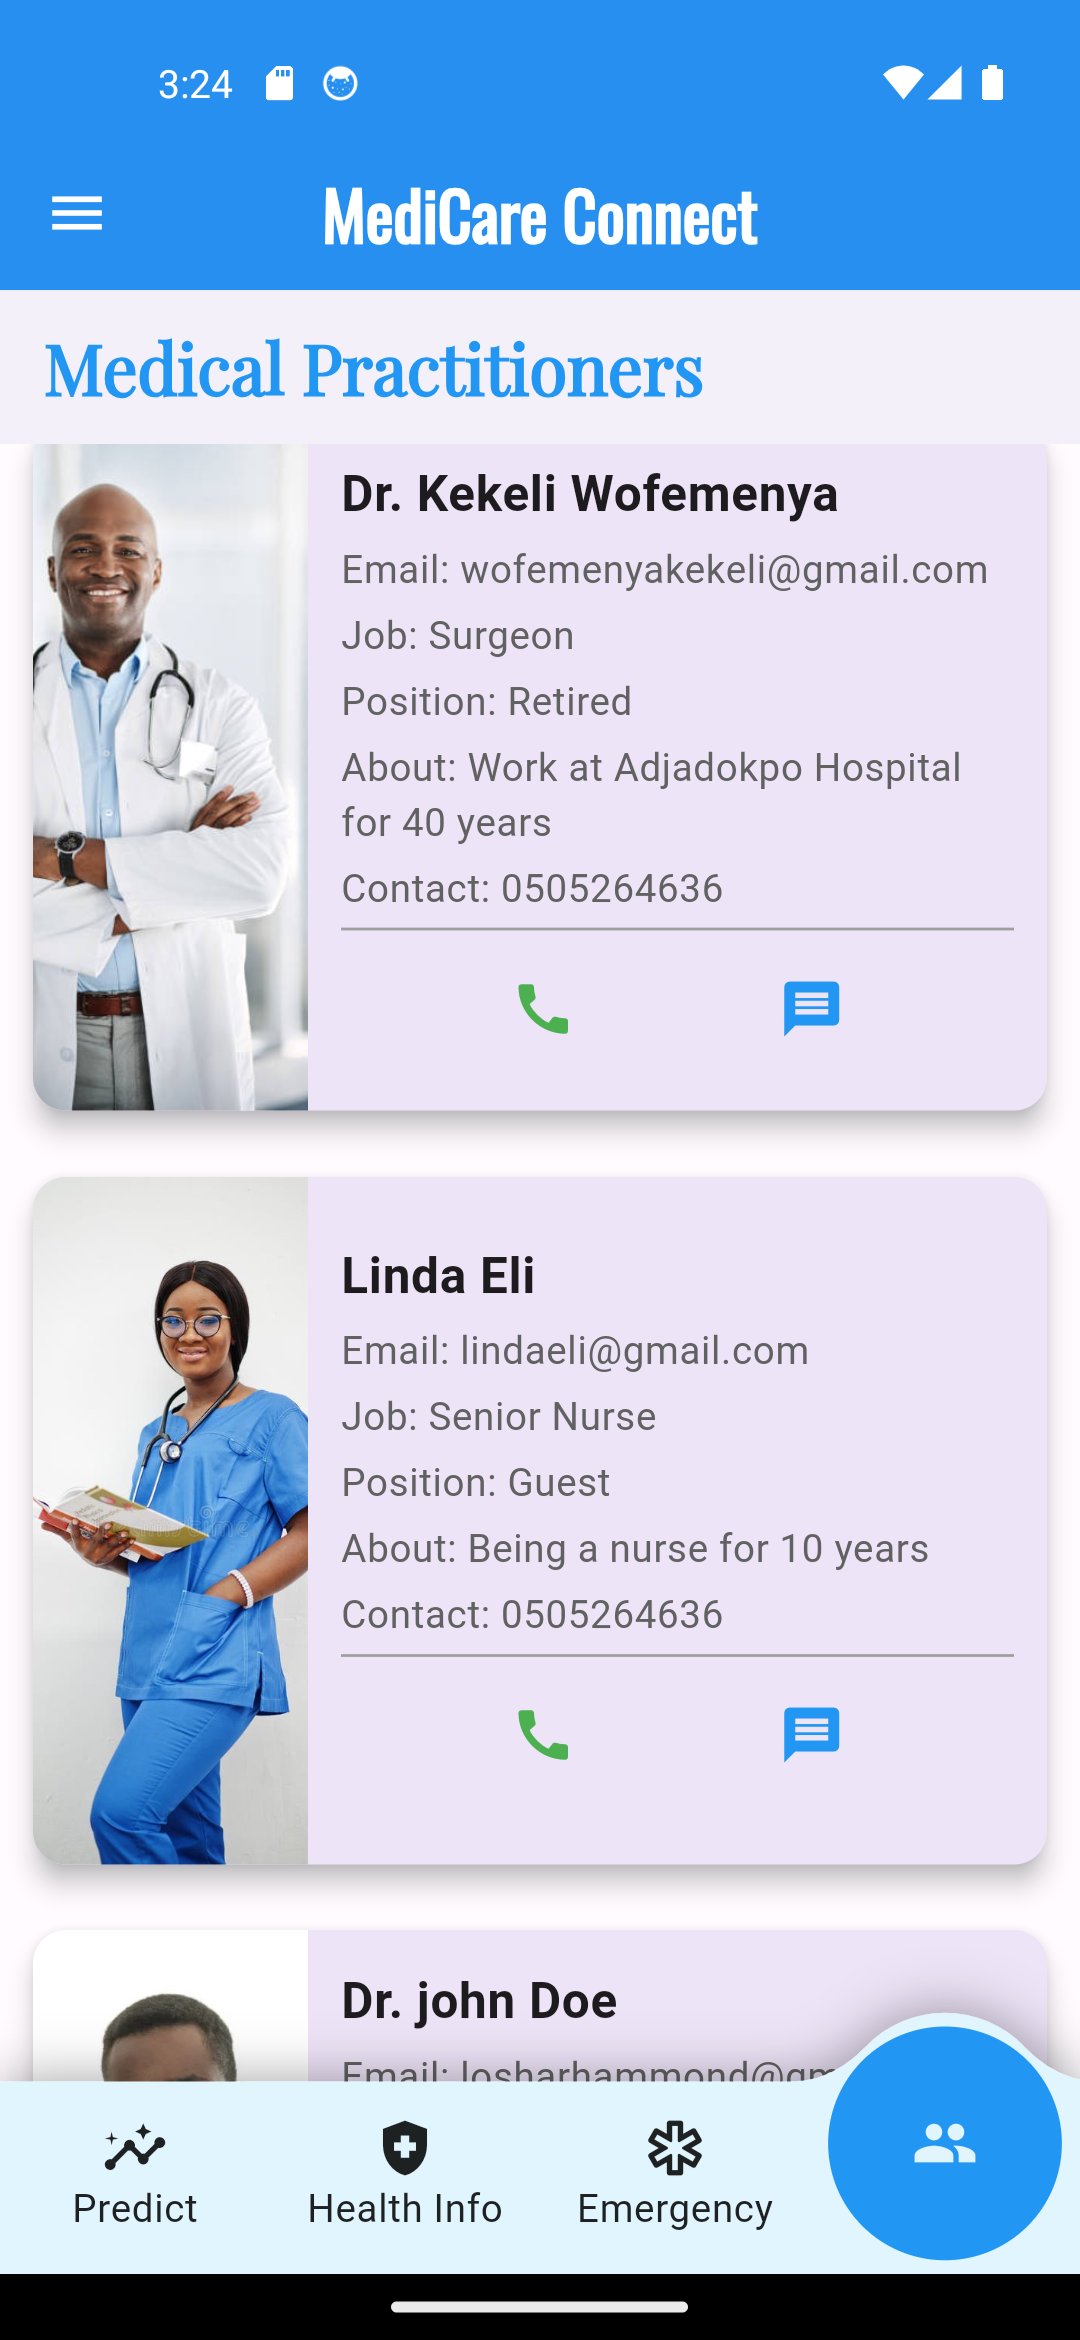 3:24
MediCare Connect
Medical Practitioners
Dr. Kekeli Wofemenya
Email: wofemenyakekeli@gmail.com
Job: Surgeon
Position: Retired
About: Work at Adjadokpo Hospital
for 40 years
Contact: 0505264636
Linda Eli
Email: lindaeli@gmail.com
Job: Senior Nurse
Position: Guest
About: Being a nurse for 10 years
Contact: 0505264636
Dr. john Doe
Email: losharhammond@gm
Predict
Health Info
Emergency